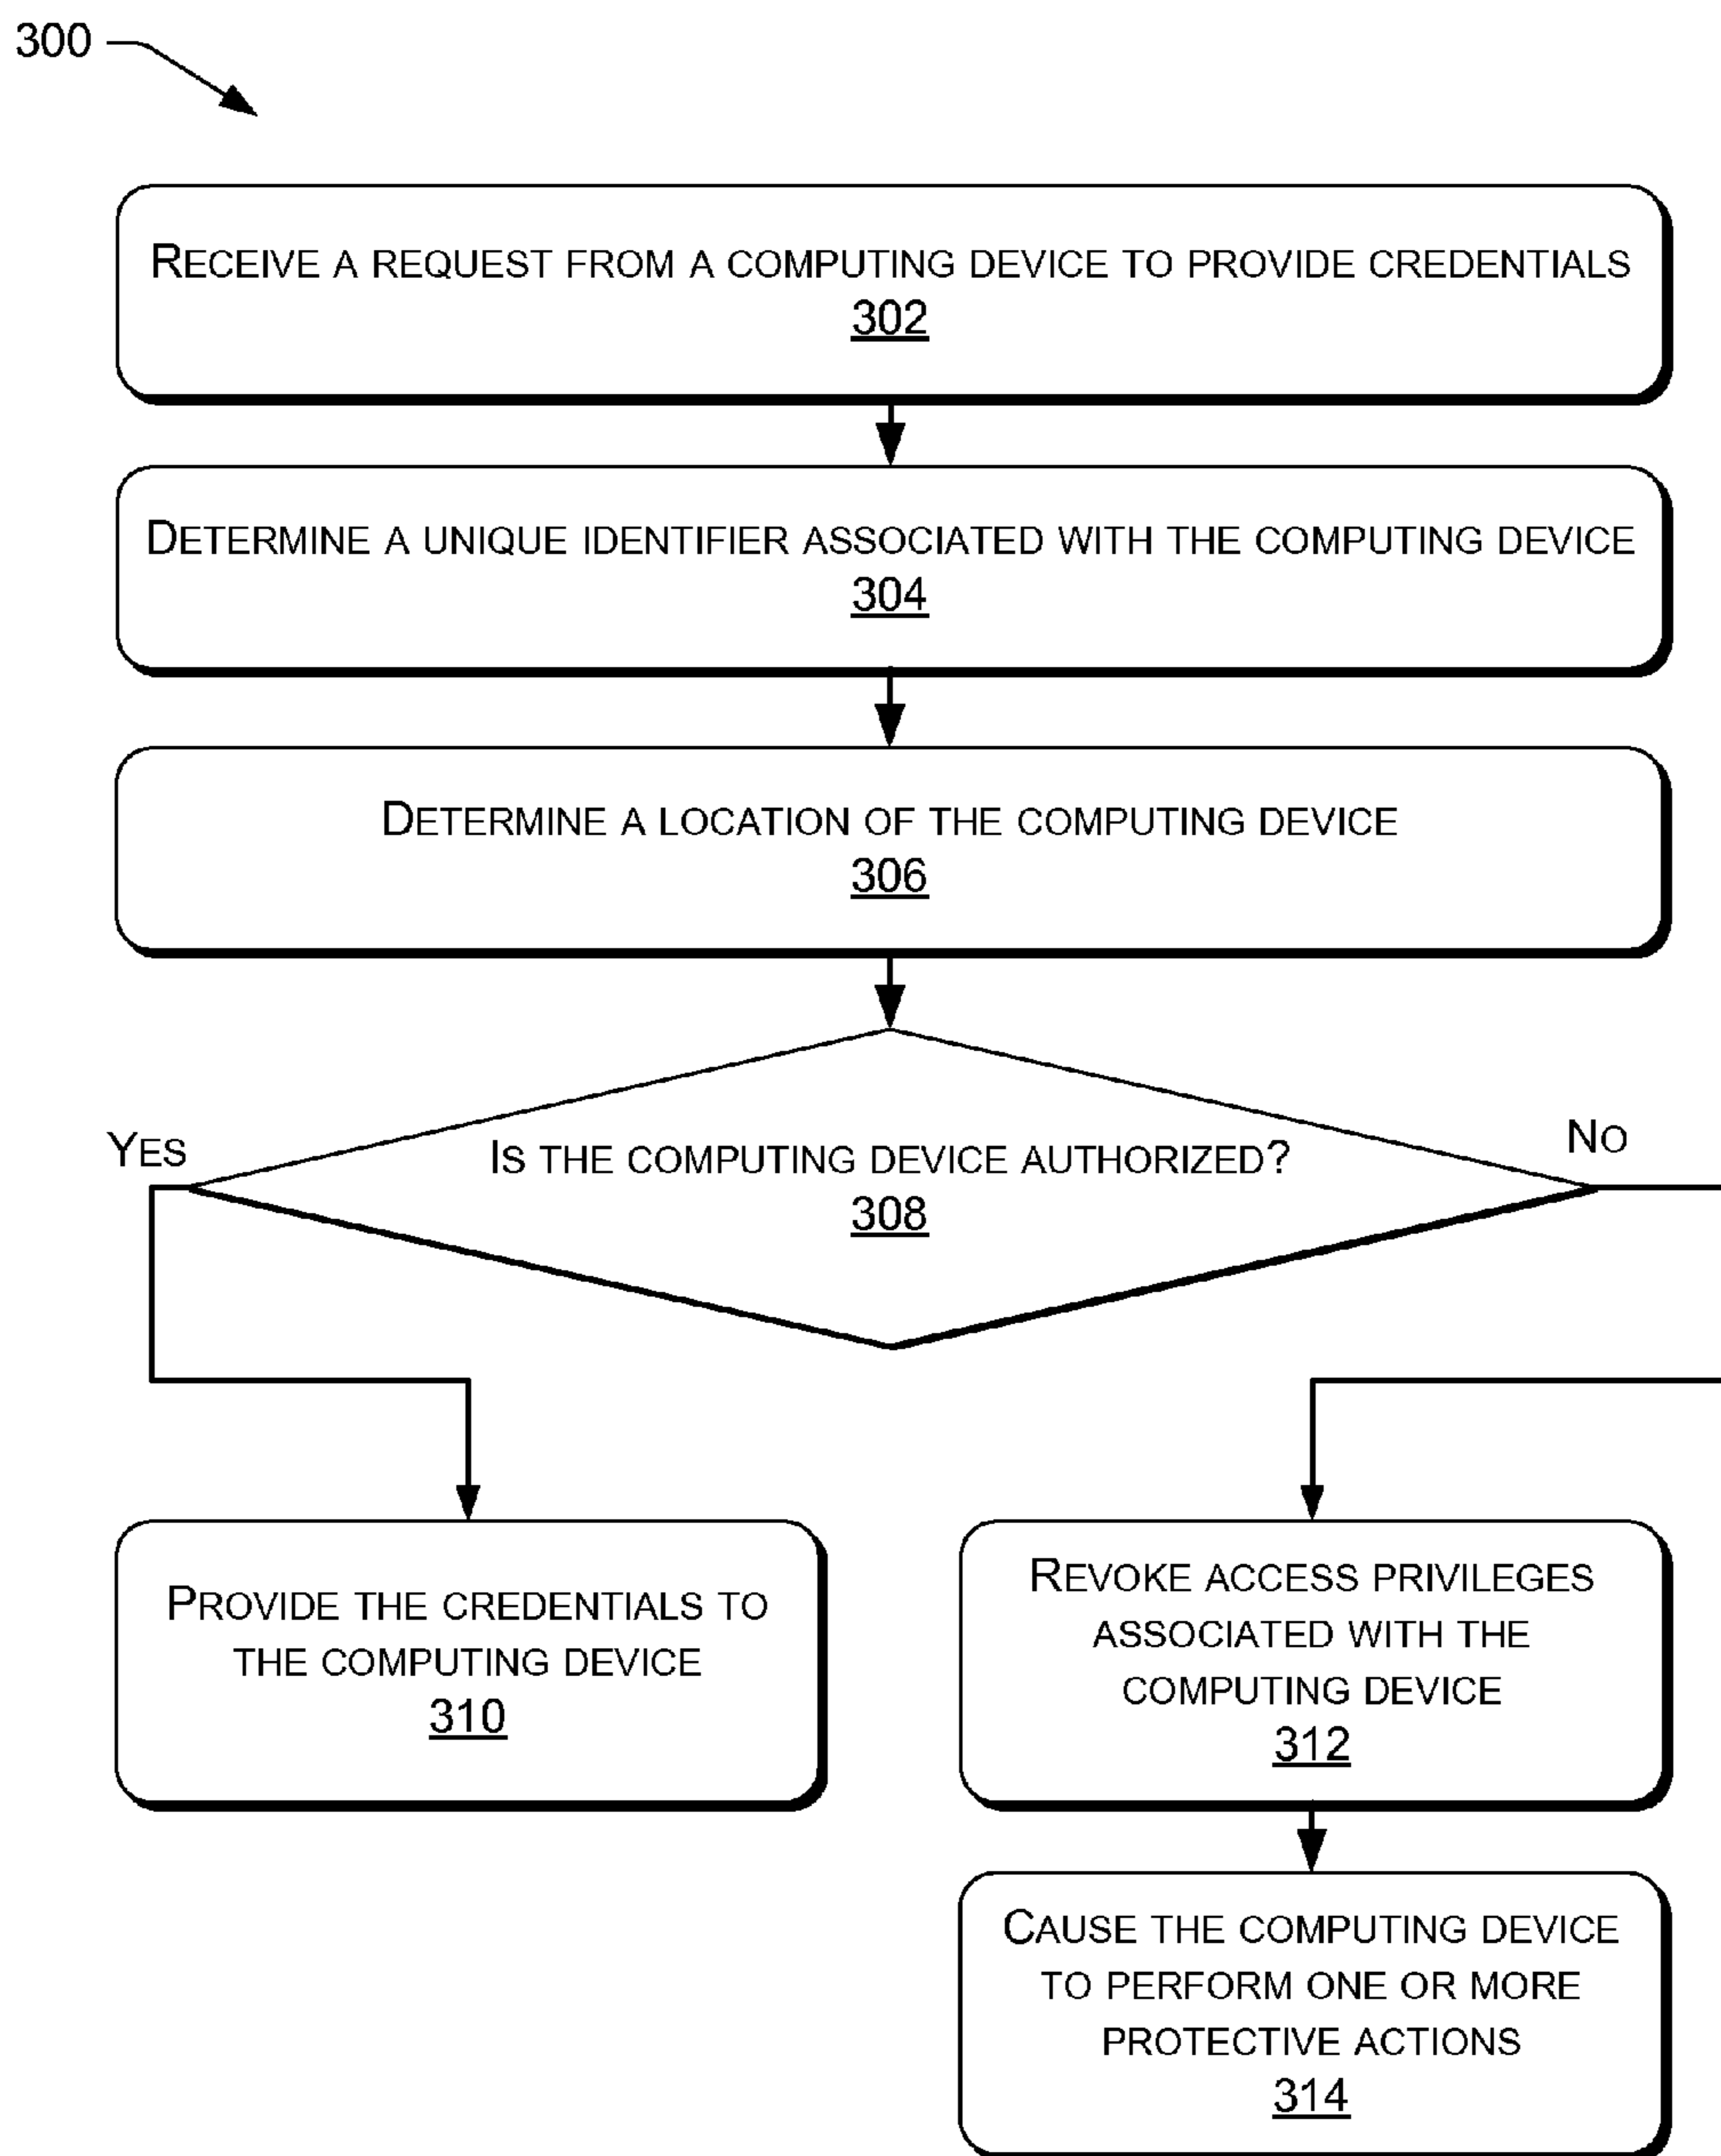 300
RECEIVE A REQUEST FROM A COMPUTING DEVICE TO PROVIDE CREDENTIALS
302
DETERMINE A UNIQUE IDENTIFIER ASSOCIATED WITH THE COMPUTING DEVICE
304
DETERMINE A LOCATION OF THE COMPUTING DEVICE
306
YES
IS THE COMPUTING DEVICE AUTHORIZED?
308
NO
PROVIDE THE CREDENTIALS TO
THE COMPUTING DEVICE
310
REVOKE ACCESS PRIVILEGES
ASSOCIATED WITH THE
COMPUTING DEVICE
312
CAUSE THE COMPUTING DEVICE
TO PERFORM ONE OR MORE
PROTECTIVE ACTIONS
314